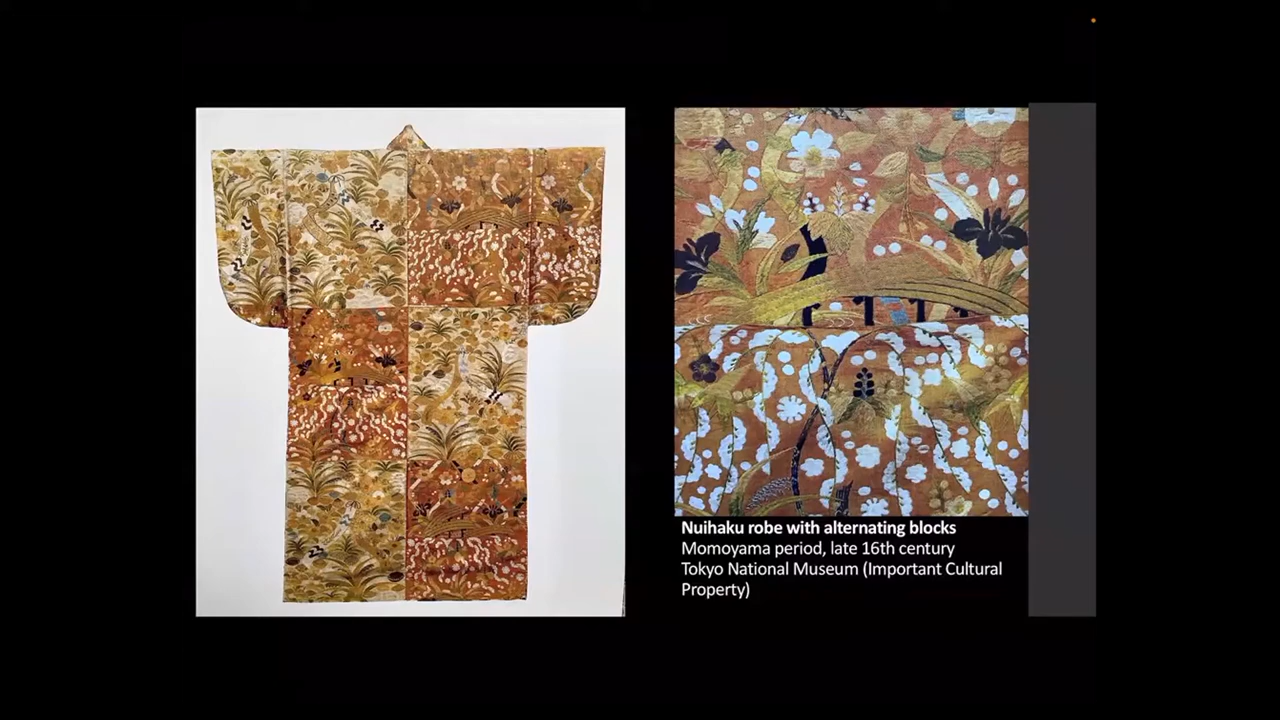 Nuihaku robe with alternating blocks
Momoyama period, late 16th century
Tokyo National Museum (Important Cultural
Property)